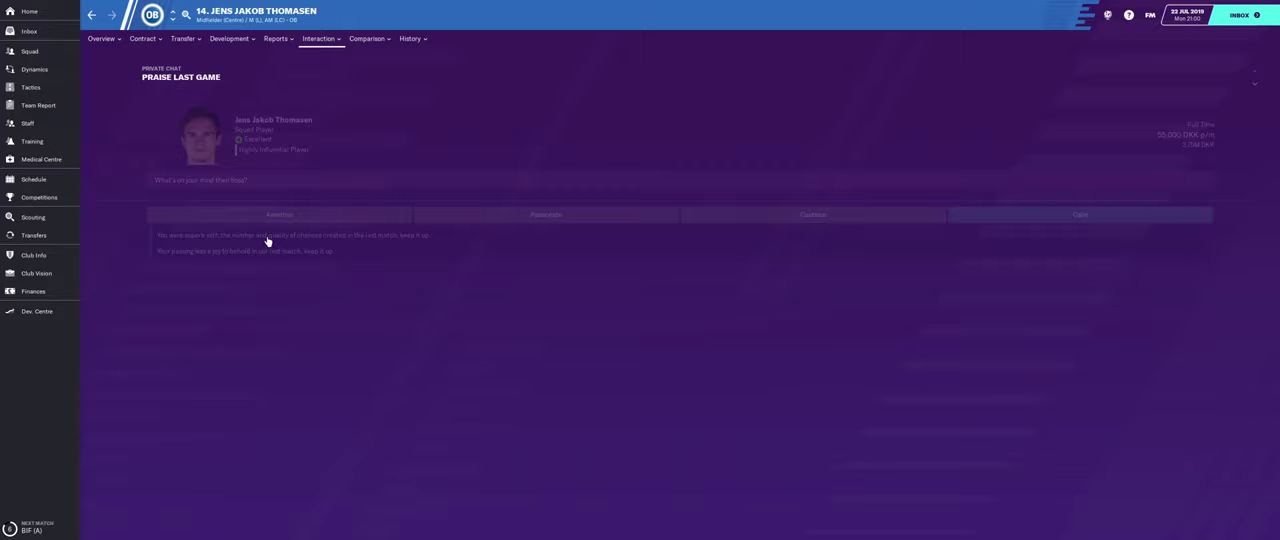 OB
14. JENS JAKOB THOMASEN
Midfielder (Centre) / M (L), AM (LC) - OB
FM
22 JUL 2019
Mon 21:00
INBOX
Home
Inbox
Squad
Dynamics
Tactics
Team Report
Staff
Training
Medical Centre
Schedule
Competitions
Scouting
Transfers
Club Info
Club Vision
Finances
Dev. Centre
6
NEXT MATCH
BIF (A)
Overview
Contract
Transfer
Development
Reports
Interaction
Comparison
History
PRIVATE CHAT
PRAISE LAST GAME
Jens Jakob Thomasen
Squad Player
Excellent
Highly Influential Player
Full Time
55,000 DKK p/m
3.75M DKK
What's on your mind then boss?
Assertive
Passionate
Cautious
Calm
You were superb with the number and quality of chances created in the last match, keep it up.
Your passing was a joy to behold in our last match, keep it up.